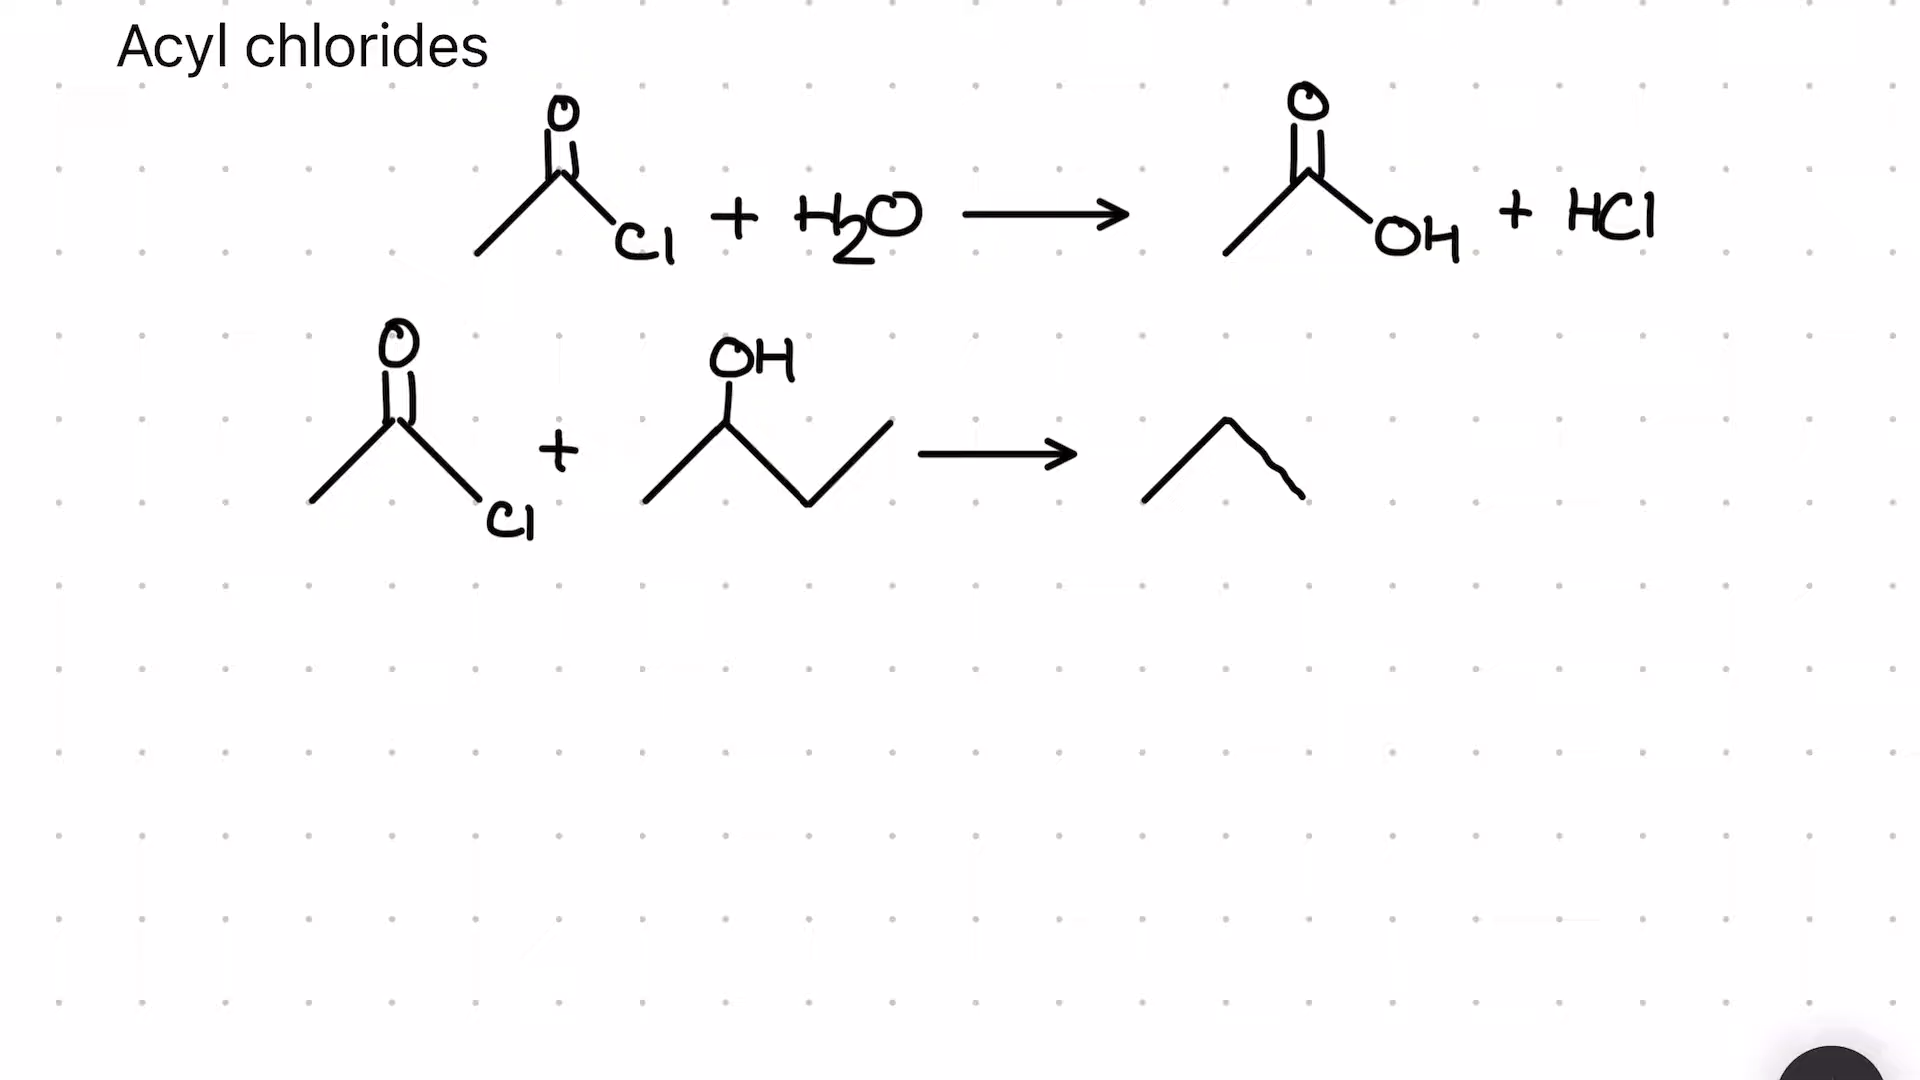 Acyl chlorides
O
Cl + H2O → O OH + HCl
O OH
Cl + →